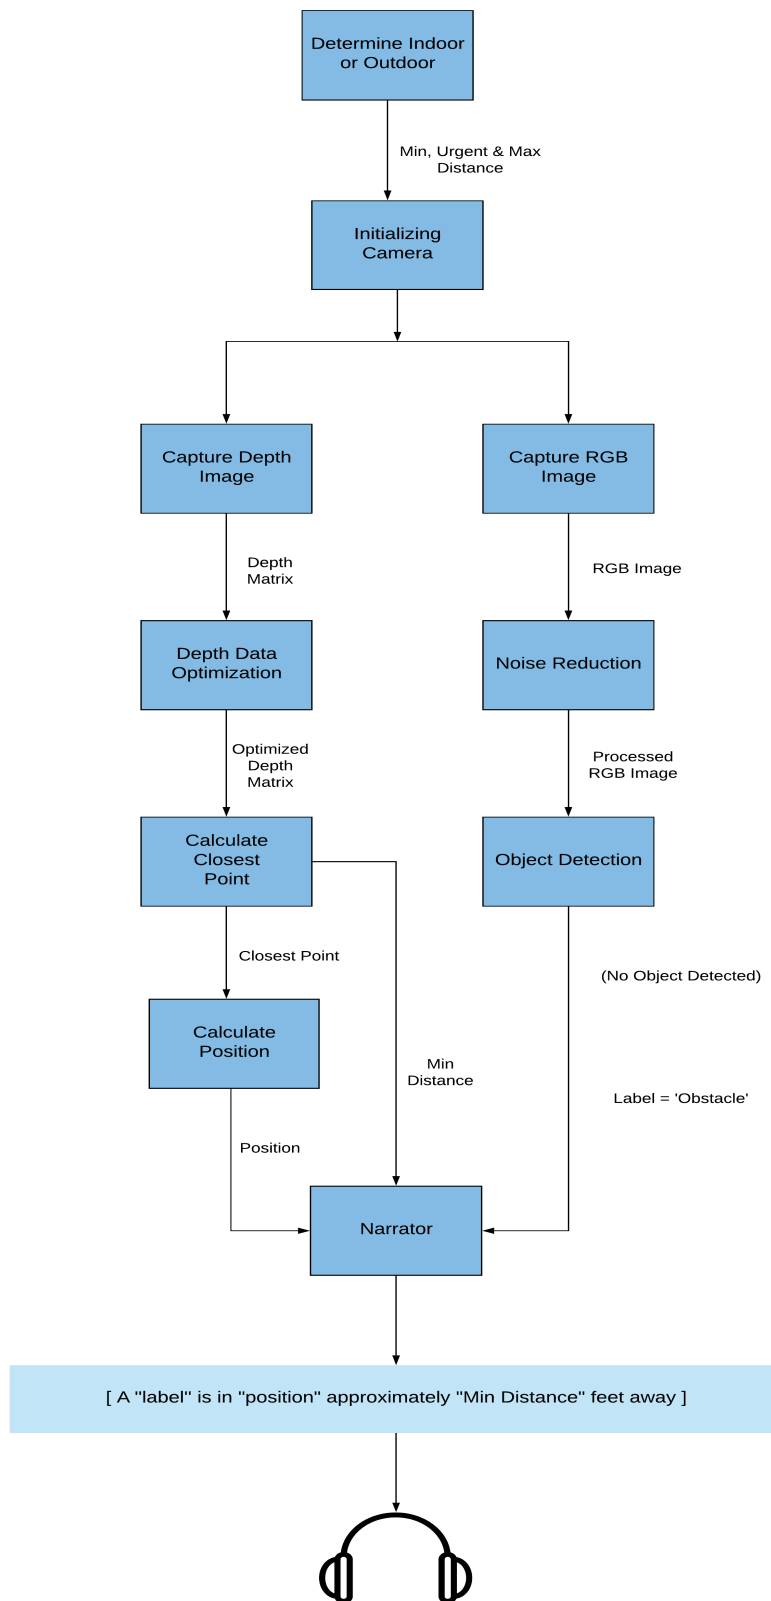 Determine Indoor
or Outdoor
Min, Urgent & Max
Distance
Initializing
Camera
Capture Depth
Image
Capture RGB
Image
Depth
Matrix
RGB Image
Depth Data
Optimization
Noise Reduction
Optimized
Depth
Matrix
Processed
RGB Image
Calculate
Closest
Point
Object Detection
Closest Point
(No Object Detected)
Calculate
Position
Min
Distance
Label = 'Obstacle'
Position
Narrator
[ A "label" is in "position" approximately "Min Distance" feet away ]